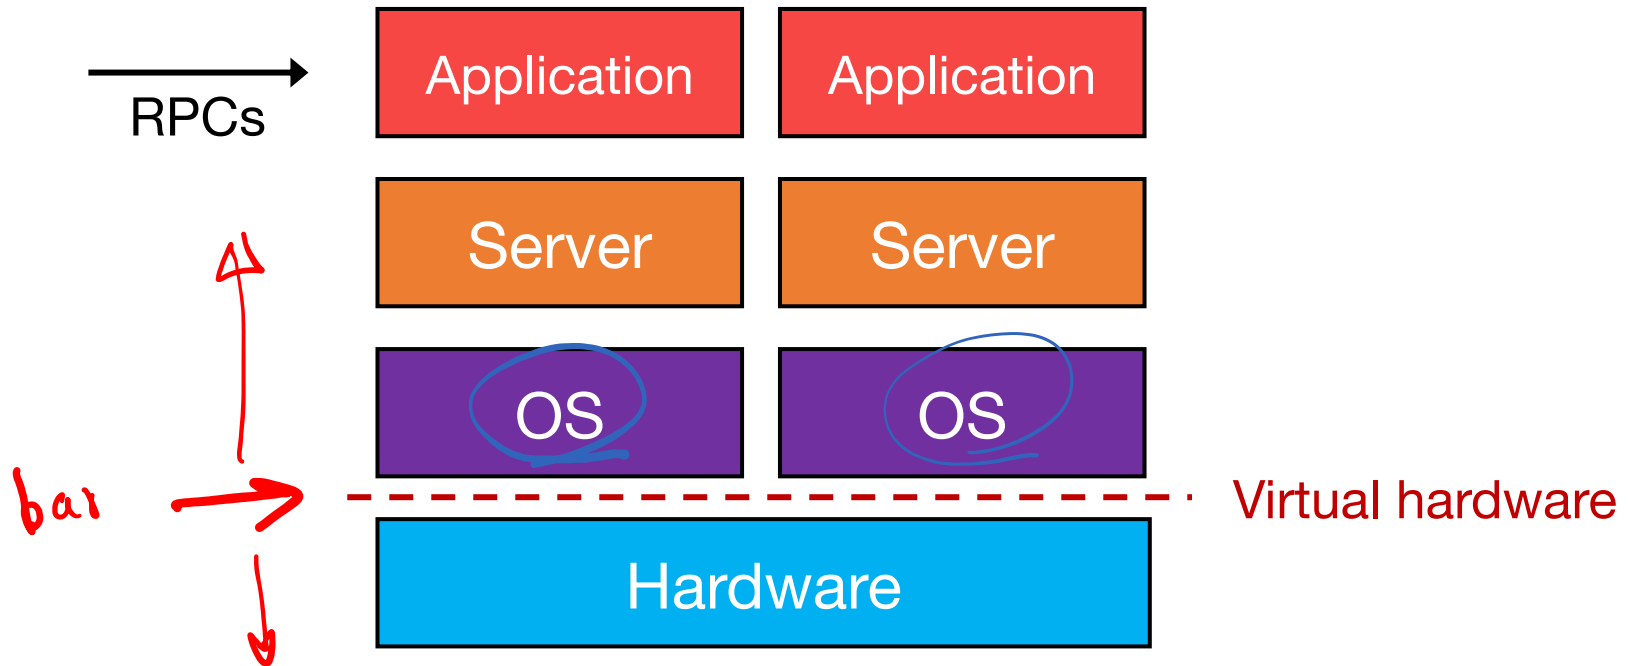 Application Application
RPCs
Server Server
OS OS
bar
Virtual hardware
Hardware